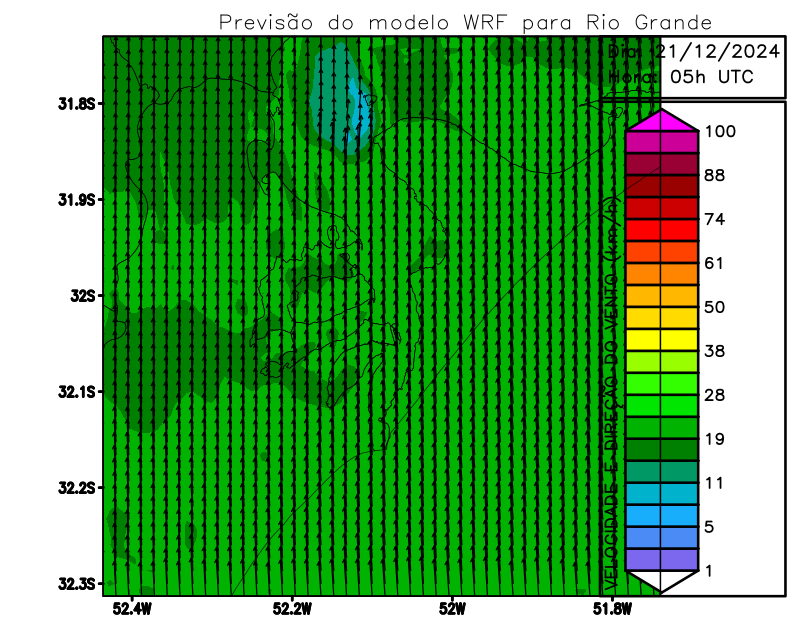 Previsão do modelo WRF para Rio Grande
Dia: 21/12/2024
Hora: 05h UTC
31.8S
31.9S
32S
32.1S
32.2S
32.3S
52.4W
52.2W
52W
51.8W
VELOCIDADE E DIREÇÃO DO VENTO (km/h)
100
88
74
61
50
38
28
19
11
5
1